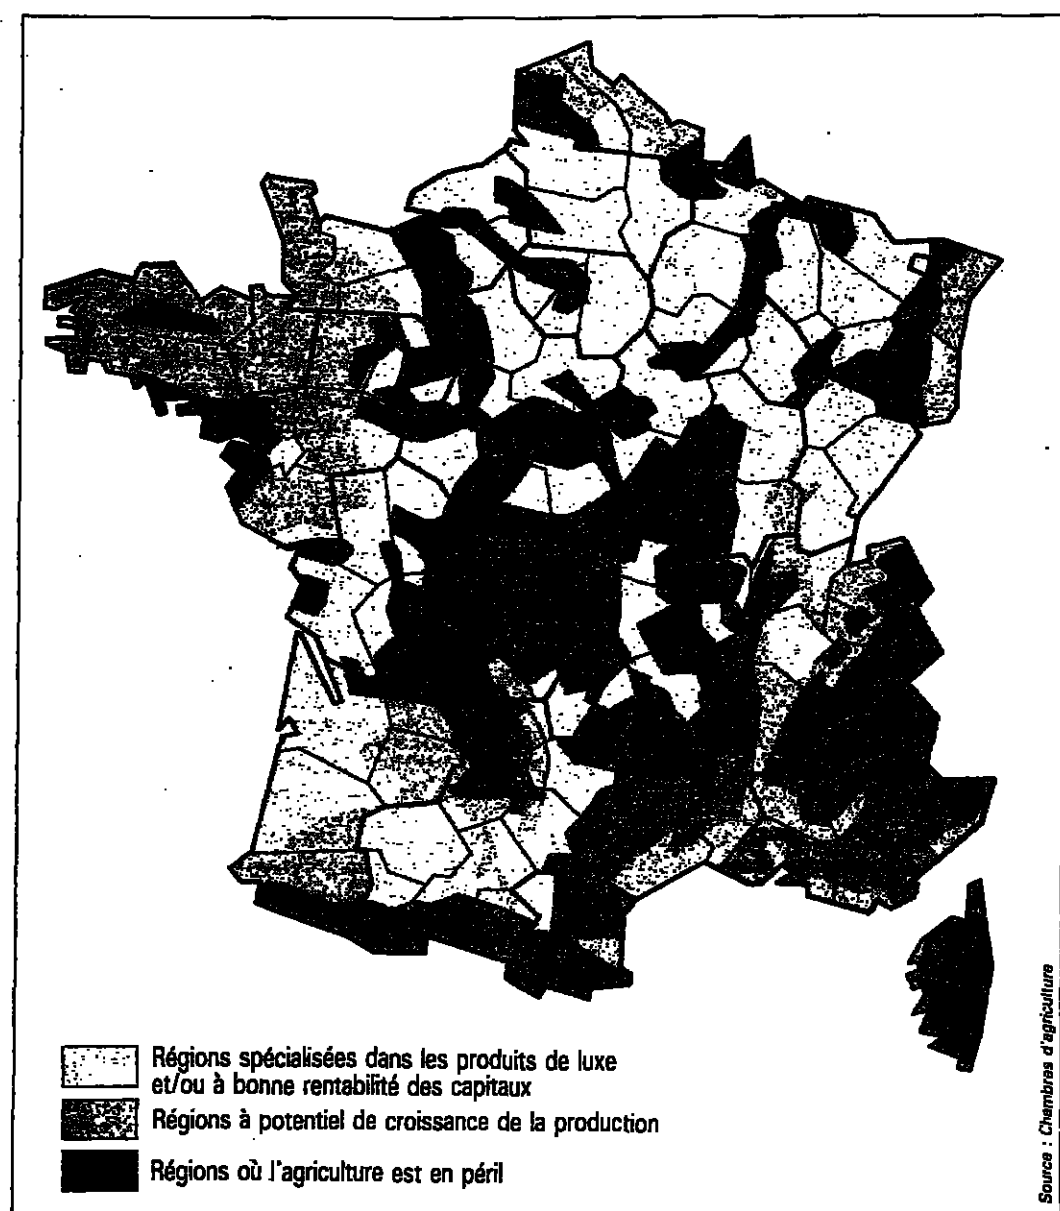 Régions spécialisées dans les produits de luxe
et/ou à bonne rentabilité des capitaux
Régions à potentiel de croissance de la production
Régions où l'agriculture est en péril
Source : Chambres d'agriculture